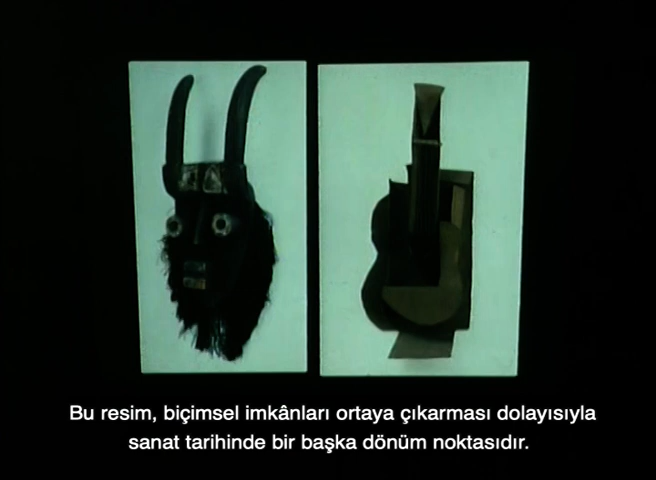 Bu resim, biçimsel imkânları ortaya çıkarması dolayısıyla
sanat tarihinde bir başka dönüm noktasıdır.